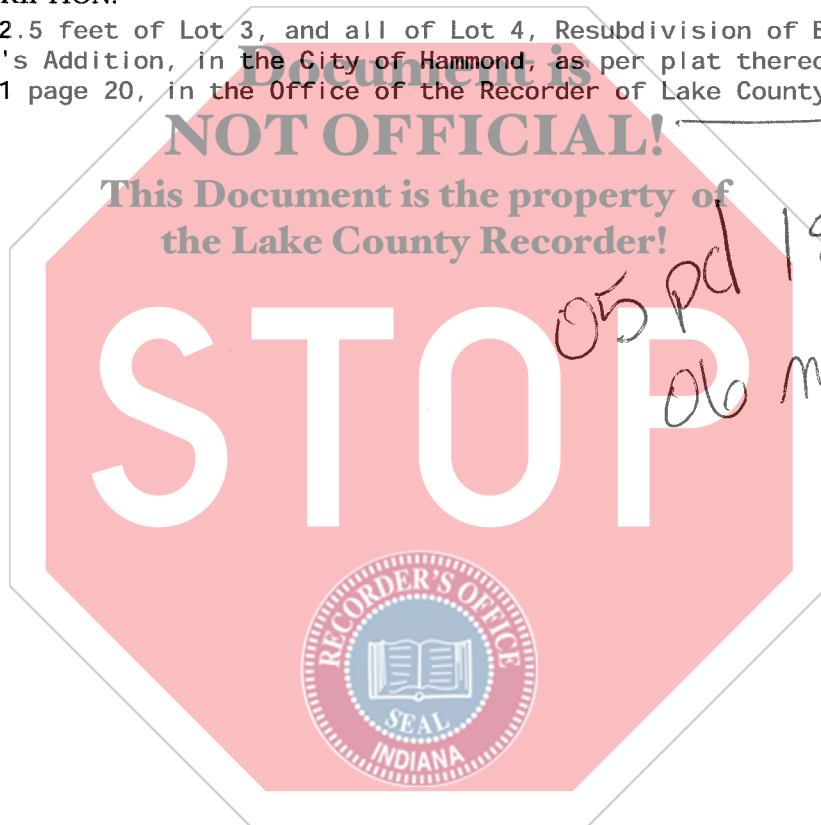 RIPTION:
2.5 feet of Lot 3, and all of Lot 4, Resubdivision of
's Addition, in the City of Hammond, as per plat
1 page 20, in the Office of the Recorder of Lake County
Document is
NOT OFFICIAL!
This Document is the property of
the Lake County Recorder!
05 pd
06
STOP
RECORDER'S OFFICE
SEAL
INDIANA